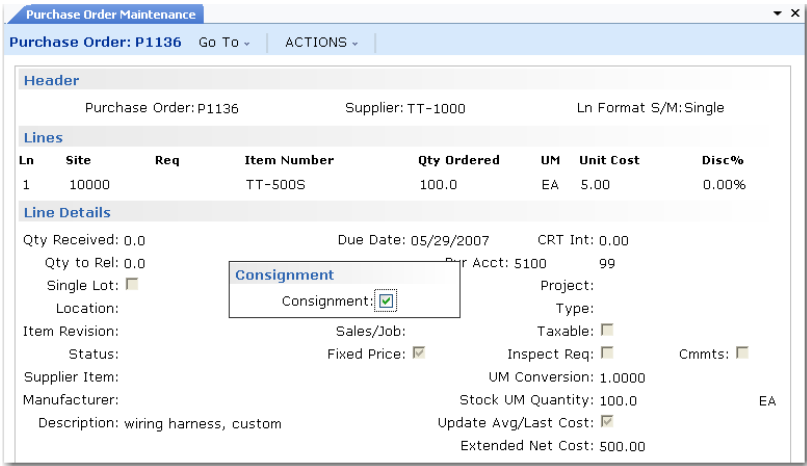 Purchase Order Maintenance
Purchase Order: P1136 Go To ACTIONS
Header
Purchase Order: P1136 Supplier: TT-1000 Ln Format S/M: Single
Lines
Ln Site Req Item Number Qty Ordered UM Unit Cost Disc%
1 10000 TT-500S 100.0 EA 5.00 0.00%
Line Details
Qty Received: 0.0 Due Date: 05/29/2007 CRT Int: 0.00
Qty to Rel: 0.0 Acct: 5100 99
Consignment
Single Lot: Project:
Consignment:
Location: Type:
Item Revision: Sales/Job: Taxable:
Status: Fixed Price: Inspect Req: Cmmts:
Supplier Item: UM Conversion: 1.0000
Manufacturer: Stock UM Quantity: 100.0 EA
Description: wiring harness, custom Update Avg/Last Cost:
Extended Net Cost: 500.00